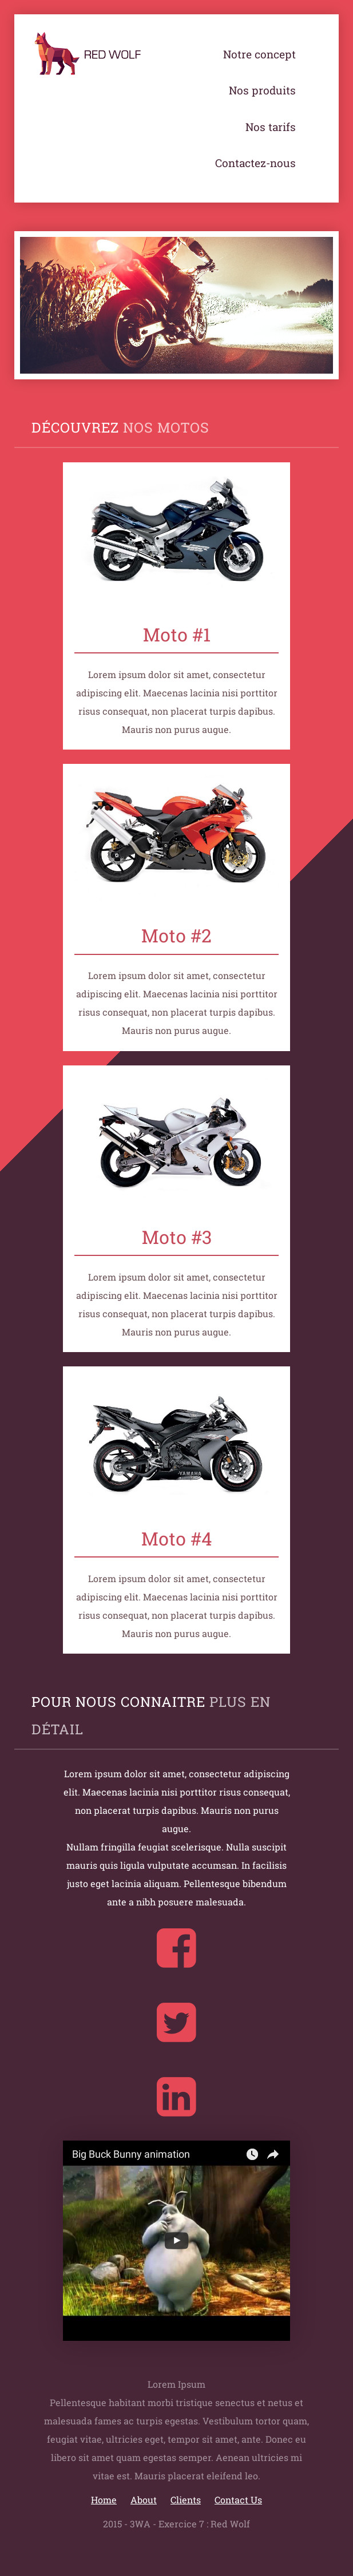 RED WOLF
Notre concept
Nos produits
Nos tarifs
Contactez-nous
DÉCOUVREZ NOS MOTOS
Moto #1
Lorem ipsum dolor sit amet, consectetur
adipiscing elit. Maecenas lacinia nisi porttitor
risus consequat, non placerat turpis dapibus.
Mauris non purus augue.
Moto #2
Lorem ipsum dolor sit amet, consectetur
adipiscing elit. Maecenas lacinia nisi porttitor
risus consequat, non placerat turpis dapibus.
Mauris non purus augue.
Moto #3
Lorem ipsum dolor sit amet, consectetur
adipiscing elit. Maecenas lacinia nisi porttitor
risus consequat, non placerat turpis dapibus.
Mauris non purus augue.
YAMAHA
Moto #4
Lorem ipsum dolor sit amet, consectetur
adipiscing elit. Maecenas lacinia nisi porttitor
risus consequat, non placerat turpis dapibus.
Mauris non purus augue.
POUR NOUS CONNAITRE PLUS EN
DÉTAIL
Lorem ipsum dolor sit amet, consectetur adipiscing
elit. Maecenas lacinia nisi porttitor risus consequat,
non placerat turpis dapibus. Mauris non purus
augue.
Nullam fringilla feugiat scelerisque. Nulla suscipit
mauris quis ligula vulputate accumsan. In facilisis
justo eget lacinia aliquam. Pellentesque bibendum
ante a nibh posuere malesuada.
Big Buck Bunny animation
Lorem Ipsum
Pellentesque habitant morbi tristique senectus et netus et
malesuada fames ac turpis egestas. Vestibulum tortor quam,
feugiat vitae, ultricies eget, tempor sit amet, ante. Donec eu
libero sit amet quam egestas semper. Aenean ultricies mi
vitae est. Mauris placerat eleifend leo.
Home About Clients Contact Us
2015 - 3WA - Exercice 7 : Red Wolf